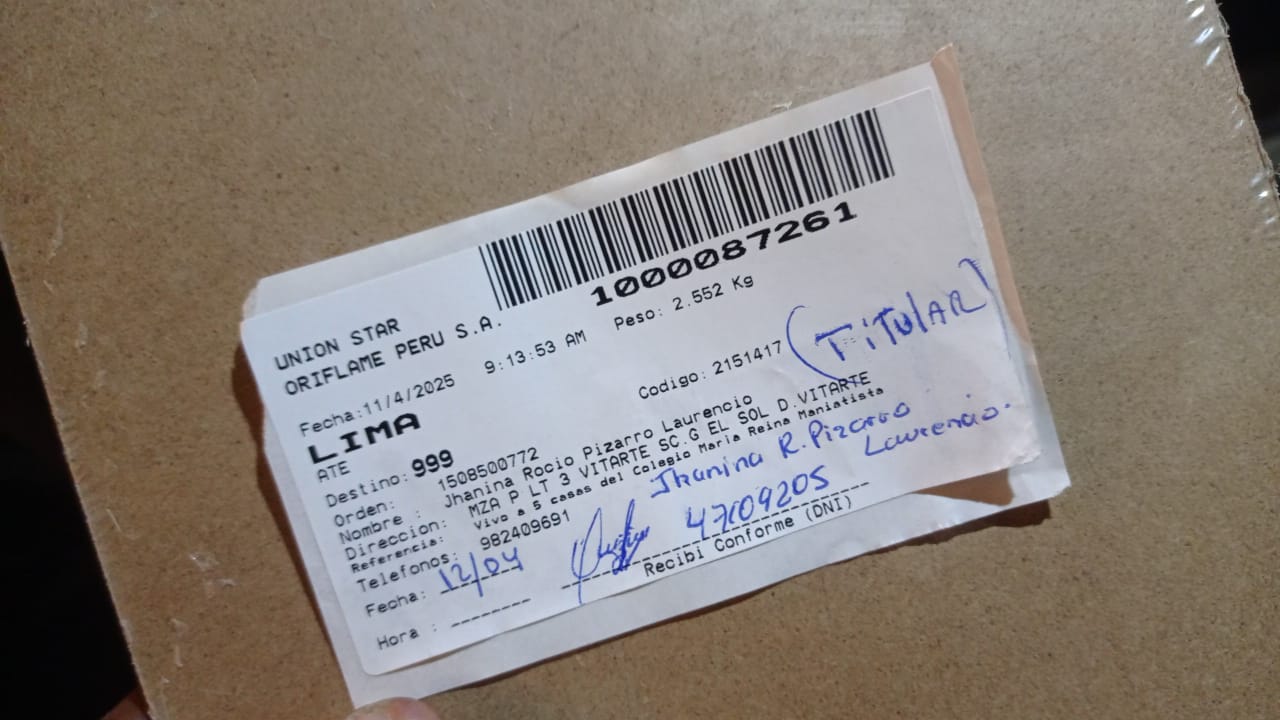 1000087261
UNION STAR
ORIFLAME PERU S.A.
Fecha:11/4/2025 9:13:53 AM Peso: 2.552 Kg
LIMA
ATE Codigo: 2151417 (TitulAR)
Destino: 999
Orden: 1508500772
Nombre : Jhanina Rocio Pizarro Laurencio
Direccion: MZA P LT 3 VITARTE SC.G EL SOL D.VITARTE
Referencia: Vivo a 5 casas del Colegio Maria Reina Maniatista
Telefonos: 982409691
Jhanina R. Pizarro Laurencio.
Fecha: 12/04 47109205
Recibi Conforme (DNI)
Hora :